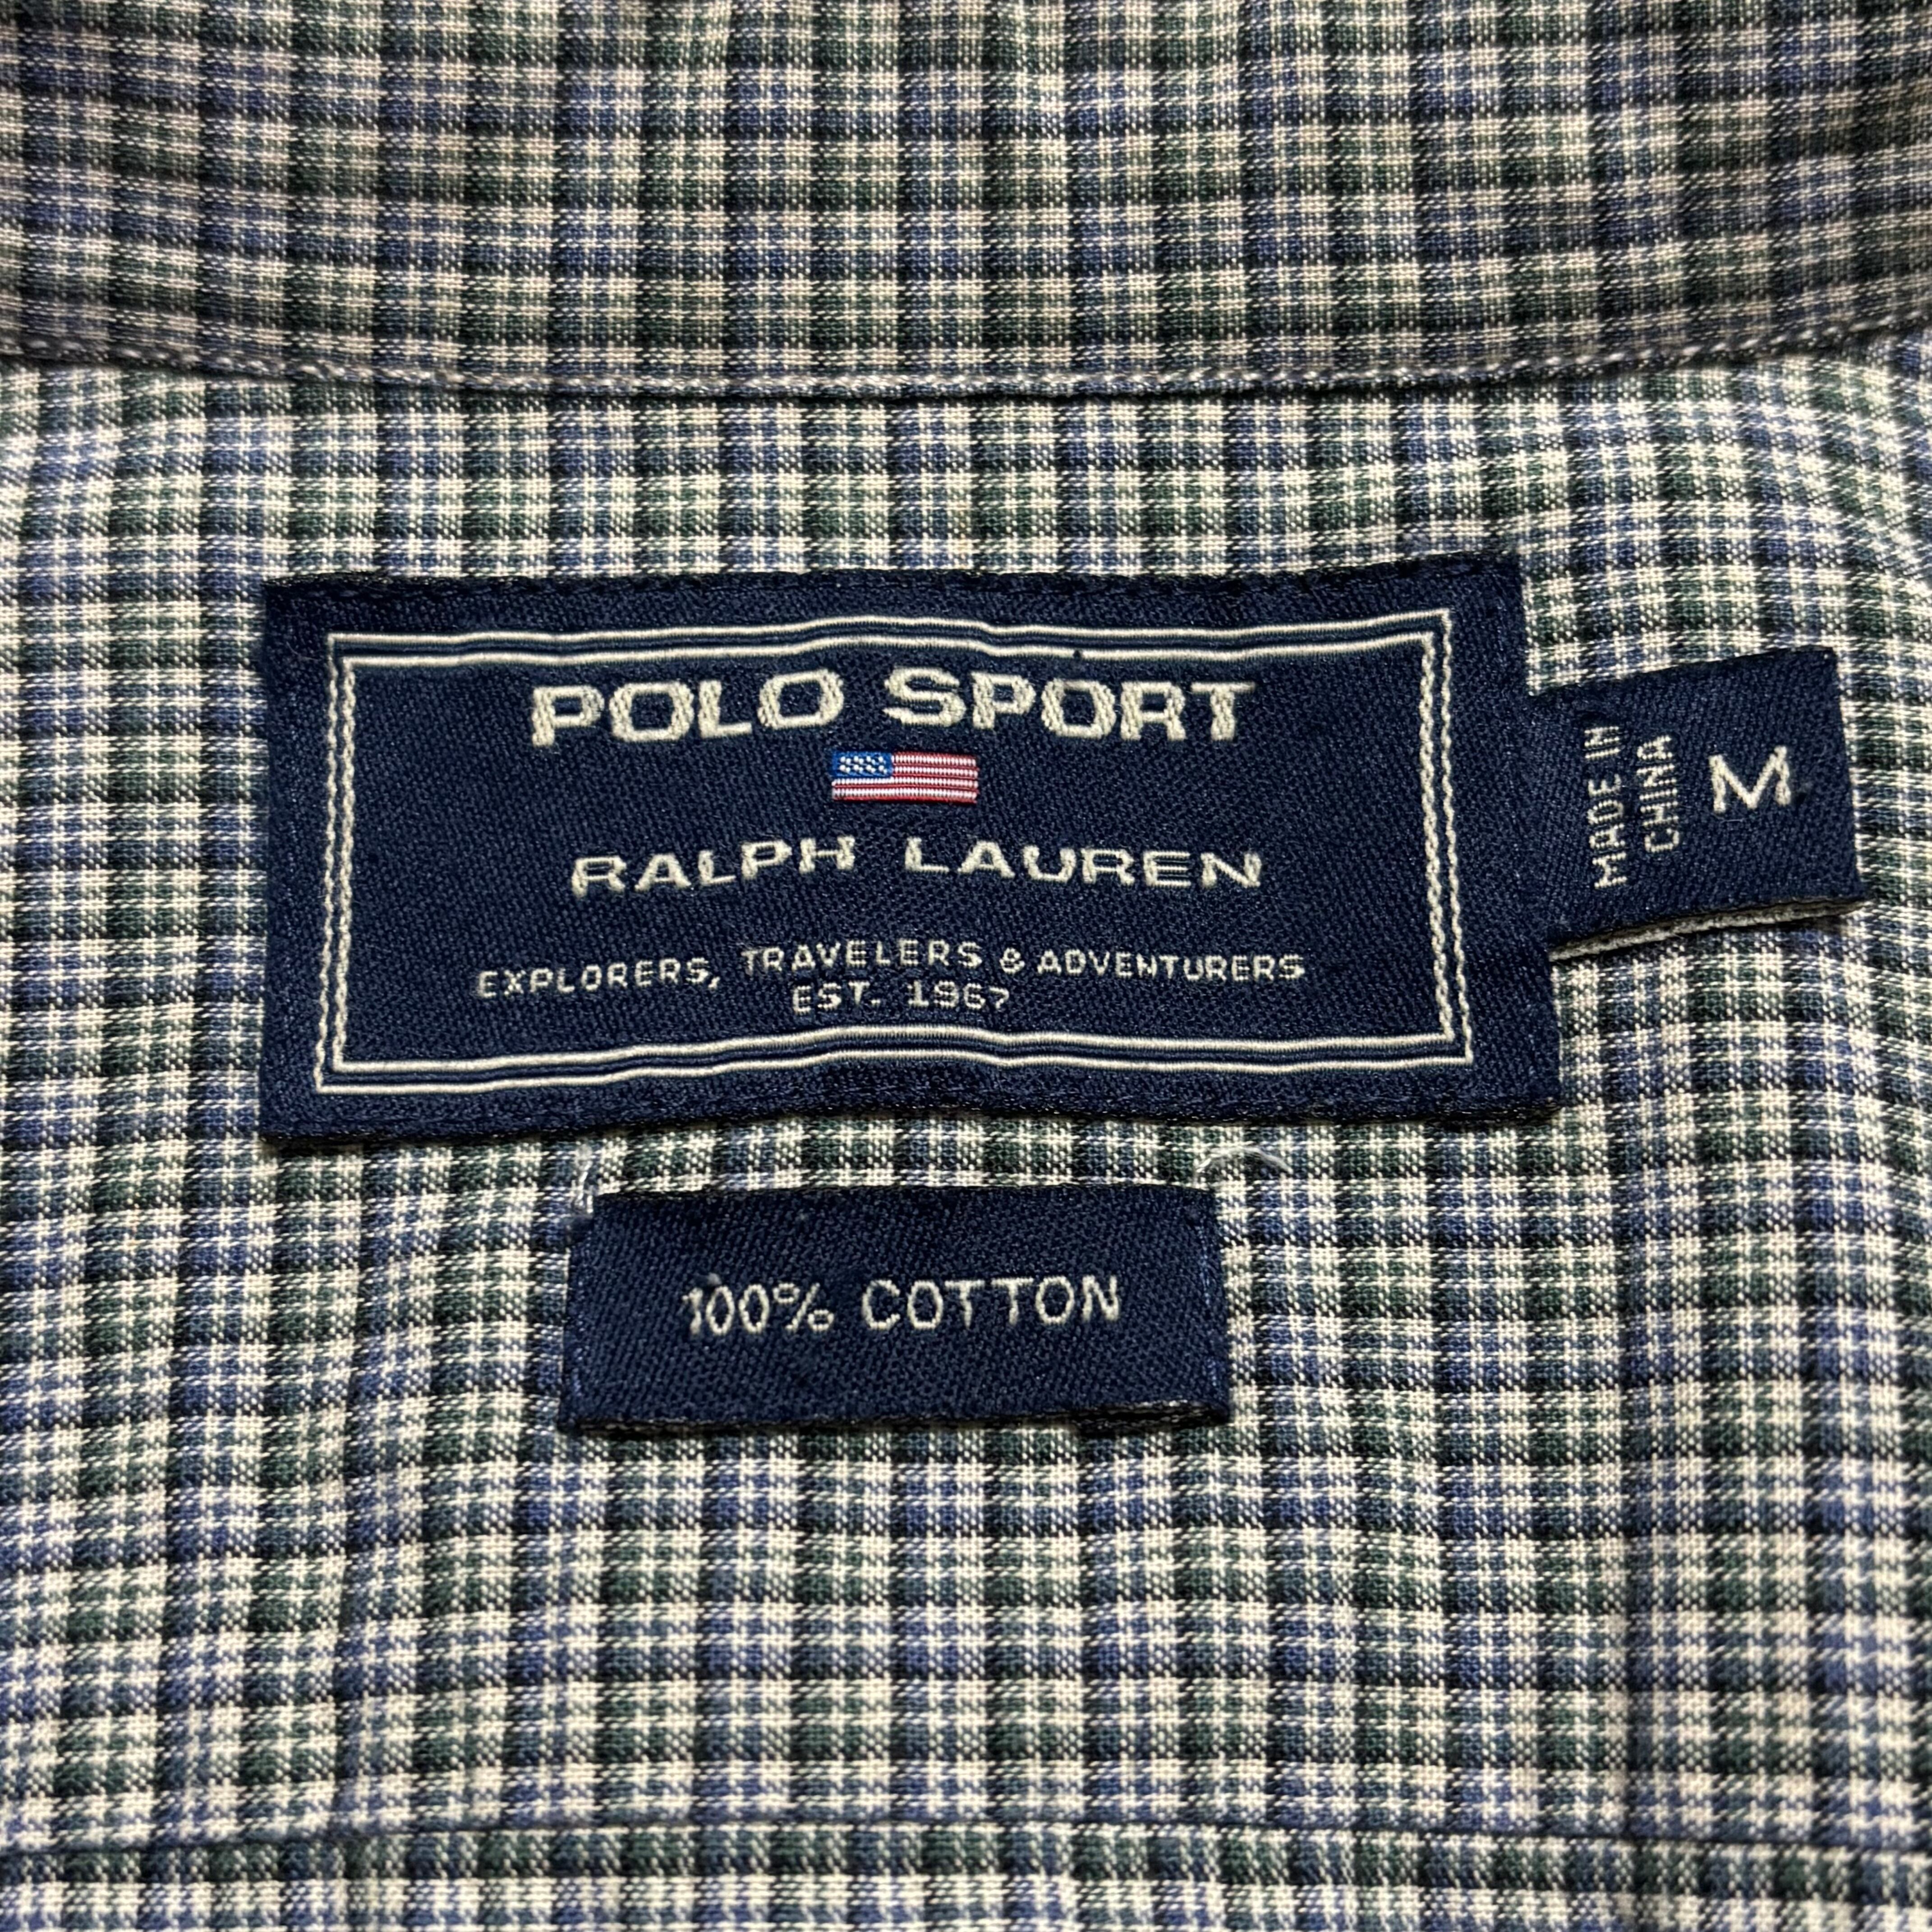 POLO SPORT
RALPH LAUREN
EXPLORERS, TRAVELERS & ADVENTURERS
EST. 1967
MADE IN
CHINA
M
100% COTTON